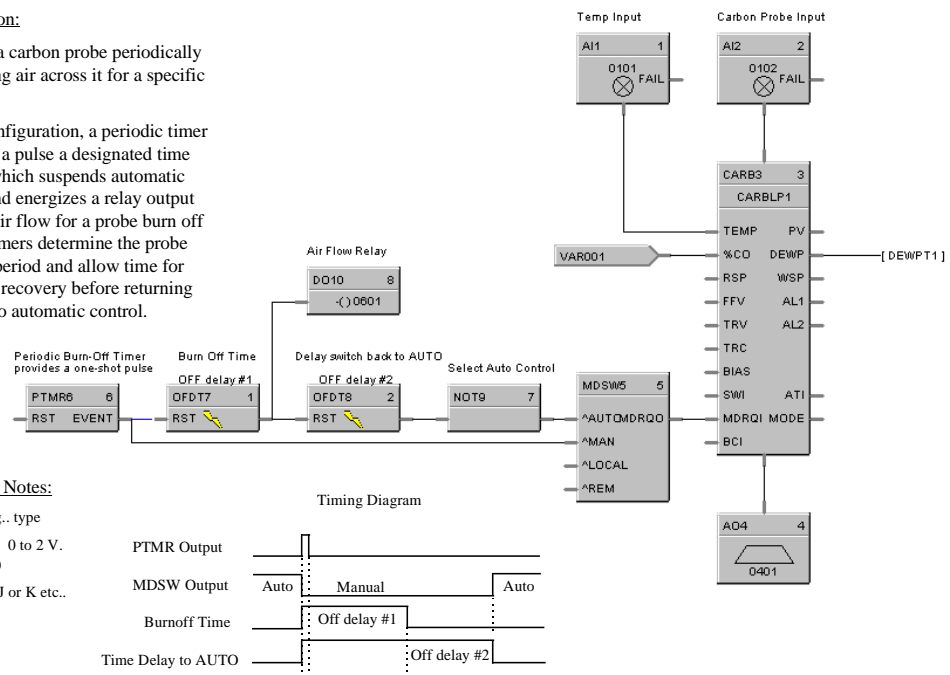 on:
a carbon probe periodically
ng air across it for a specific
nfiguration, a periodic timer
a pulse a designated time
which suspends automatic
nd energizes a relay output
air flow for a probe burn off
mers determine the probe
period and allow time for
recovery before returning
o automatic control.
Temp Input
AI1 1
0101
FAIL
Carbon Probe Input
AI2 2
0102
FAIL
CARB3 3
CARBLP1
TEMP PV
%CO DEWP
RSP WSP
FFV AL1
TRV AL2
TRC
BIAS
SWI ATI
MDRQI MODE
BCI
VAR001
[ DEWPT1 ]
Air Flow Relay
DO10 8
-( ) 0601
Periodic Burn-Off Timer
provides a one-shot pulse
PTMR6 6
RST EVENT
Burn Off Time
OFF delay #1
OFDT7 1
RST
Delay switch back to AUTO
OFF delay #2
OFDT8 2
RST
Select Auto Control
NOT9 7
MDSW5 5
^AUTOMDRQO
^MAN
^LOCAL
^REM
AO4 4
0401
Notes:
g.. type
0 to 2 V.
)
J or K etc..
Timing Diagram
PTMR Output
MDSW Output Auto Manual Auto
Burnoff Time Off delay #1
Time Delay to AUTO Off delay #2